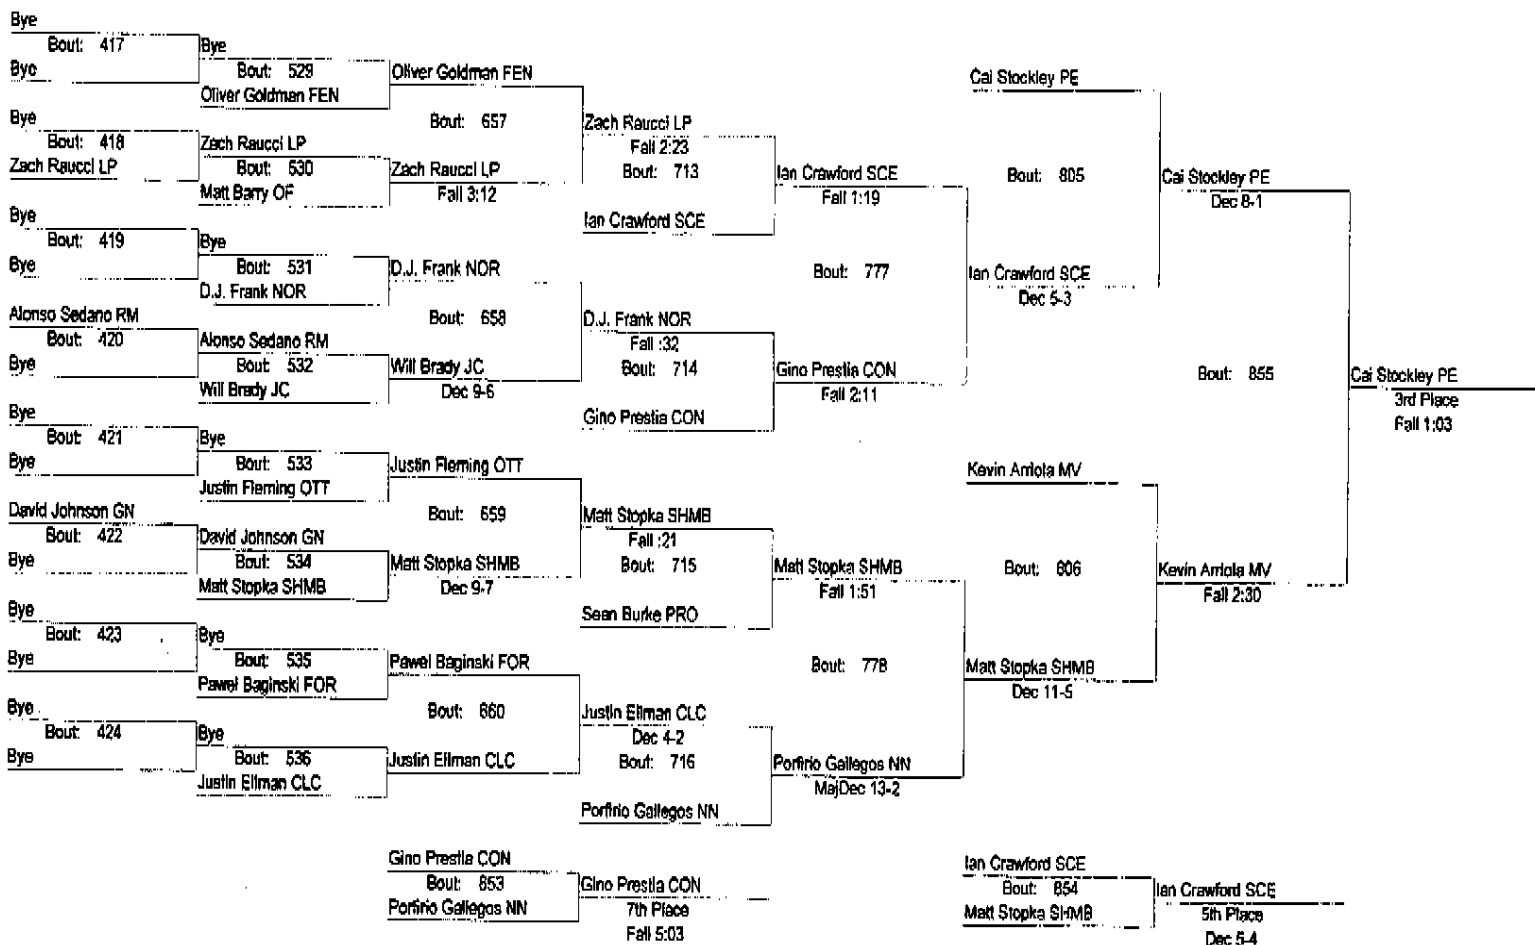 Bye
Bout: 417
Bye
Bye
Bout: 529
Oliver Goldman FEN
Oliver Goldman FEN
Bout: 657
Bye
Bout: 418
Zach Raucci LP
Zach Raucci LP
Bout: 530
Matt Barry OF
Zach Raucci LP
Fall 3:12
Zach Raucci LP
Fall 2:23
Bout: 713
Ian Crawford SCE
Ian Crawford SCE
Fall 1:19
Bye
Bout: 419
Bye
Bye
Bout: 531
D.J. Frank NOR
D.J. Frank NOR
Bout: 658
Alonso Sedano RM
Bout: 420
Bye
Alonso Sedano RM
Bout: 532
Will Brady JC
Will Brady JC
Dec 9-6
D.J. Frank NOR
Fall :32
Bout: 714
Gino Prestia CON
Gino Prestia CON
Fall 2:11
Bout: 777
Ian Crawford SCE
Dec 5-3
Cai Stockley PE
Bout: 805
Cai Stockley PE
Dec 8-1
Bye
Bout: 421
Bye
Bye
Bout: 533
Justin Fleming OTT
Justin Fleming OTT
Bout: 659
David Johnson GN
Bout: 422
Bye
David Johnson GN
Bout: 534
Matt Stopka SHMB
Matt Stopka SHMB
Dec 9-7
Matt Stopka SHMB
Fall :21
Bout: 715
Sean Burke PRO
Matt Stopka SHMB
Fall 1:51
Bye
Bout: 423
Bye
Bye
Bout: 535
Pawel Baginski FOR
Pawel Baginski FOR
Bout: 660
Bye
Bout: 424
Bye
Bye
Bout: 536
Justin Ellman CLC
Justin Ellman CLC
Justin Ellman CLC
Dec 4-2
Bout: 716
Porfirio Gallegos NN
Porfirio Gallegos NN
MajDec 13-2
Bout: 778
Matt Stopka SHMB
Dec 11-5
Kevin Arriola MV
Bout: 806
Kevin Arriola MV
Fall 2:30
Bout: 855
Cai Stockley PE
3rd Place
Fall 1:03
Gino Prestia CON
Bout: 853
Porfirio Gallegos NN
Gino Prestia CON
7th Place
Fall 5:03
Ian Crawford SCE
Bout: 854
Matt Stopka SHMB
Ian Crawford SCE
5th Place
Dec 5-4